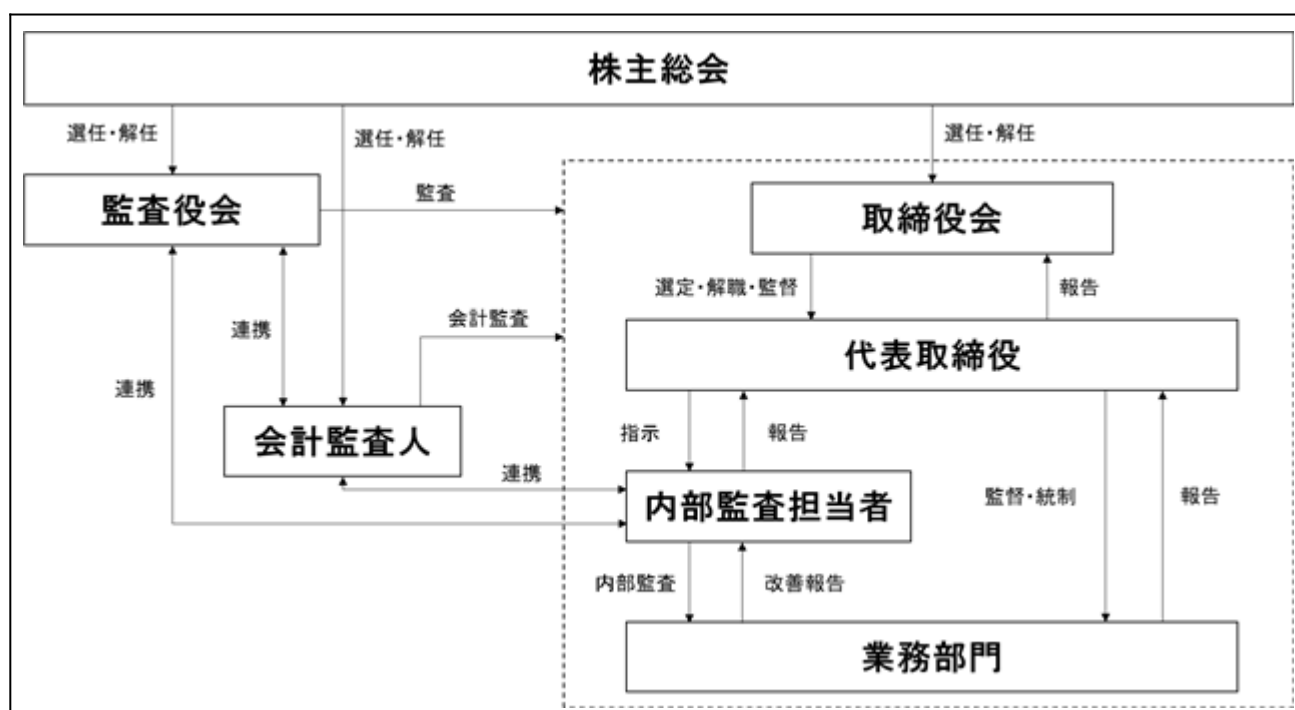 株主総会
選任・解任
選任・解任
選任・解任
監査役会
監査
取締役会
選定・解職・監督
報告
会計監査
連携
代表取締役
連携
会計監査人
指示
報告
連携
内部監査担当者
監督・統制
報告
内部監査
改善報告
業務部門